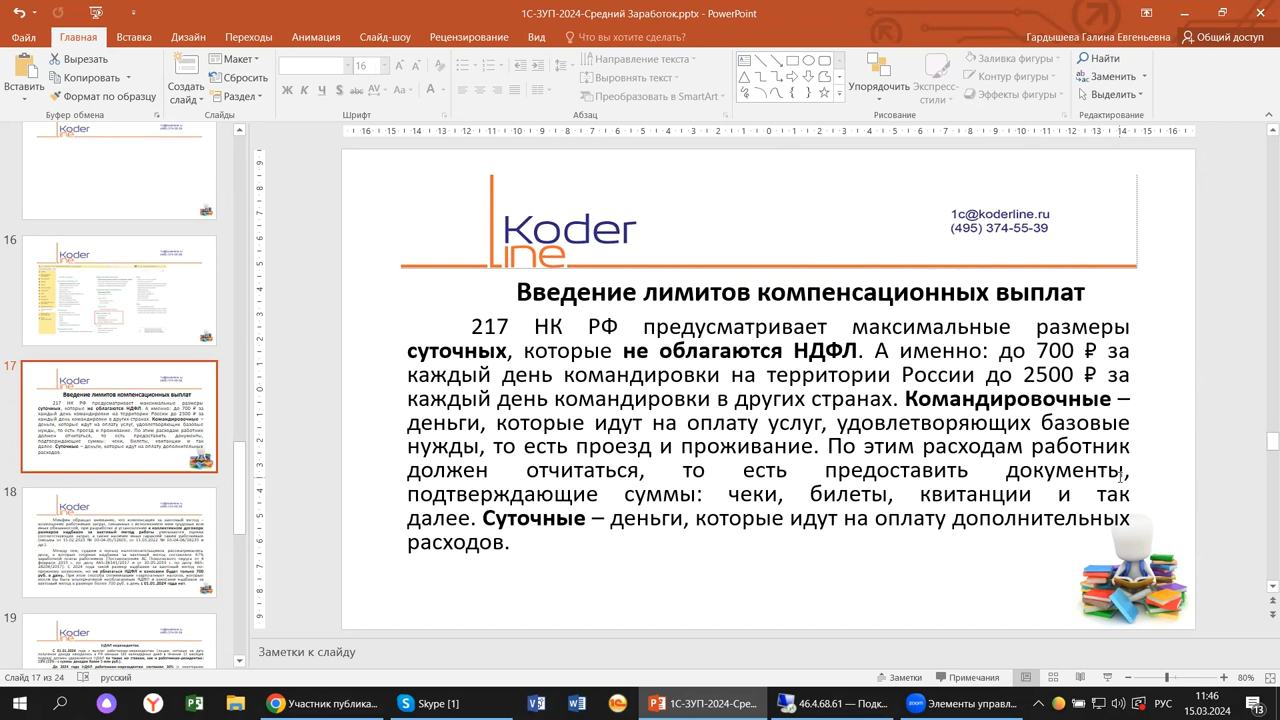 1С-ЗУП-2024-Средний Заработок.pptx - PowerPoint
Файл Главная Вставка Дизайн Переходы Анимация Слайд-шоу Рецензирование Вид Что вы хотите сделать? Гардышева Галина Евгеньевна Общий доступ
Вставить
Вырезать
Копировать
Формат по образцу
Буфер обмена
Создать слайд
Макет
Сбросить
Раздел
Слайды
16
Ж К Ч S abc AV Aa А
Шрифт
Направление текста
Выровнять текст
Преобразовать в SmartArt
Абзац
Упорядочить
Экспресс-стили
Заливка фигуры
Контур фигуры
Эффекты фигуры
Рисование
Найти
Заменить
Выделить
Редактирование
16
17
18
19
Koder
line
1c@koderline.ru
(495) 374-55-39
Введение лимитов компенсационных выплат
217 НК РФ предусматривает максимальные размеры
суточных, которые не облагаются НДФЛ. А именно: до 700 ₽ за
каждый день командировки на территории России до 2500 ₽ за
каждый день командировки в других странах. Командировочные –
деньги, которые идут на оплату услуг, удовлетворяющих базовые
нужды, то есть проезд и проживание. По этим расходам работник
должен отчитаться, то есть предоставить документы,
подтверждающие суммы: чеки, билеты, квитанции и так
далее. Суточные – деньги, которые идут на оплату дополнительных
расходов.
Заметки к слайду
Слайд 17 из 24 русский Заметки Примечания 80%
Участник публика... Skype [1] 1С-ЗУП-2024-Сре... 46.4.68.61 — Подк... Элементы управл... РУС 11:46
15.03.2024